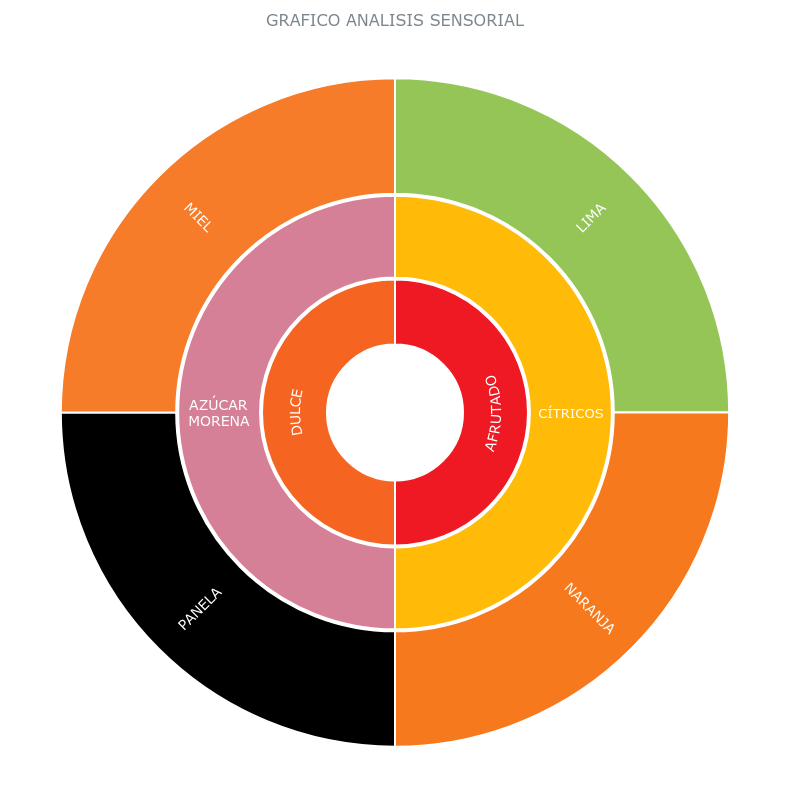 GRAFICO ANALISIS SENSORIAL
MIEL
LIMA
AZÚCAR
MORENA
DULCE
AFRUTADO
CÍTRICOS
PANELA
NARANJA